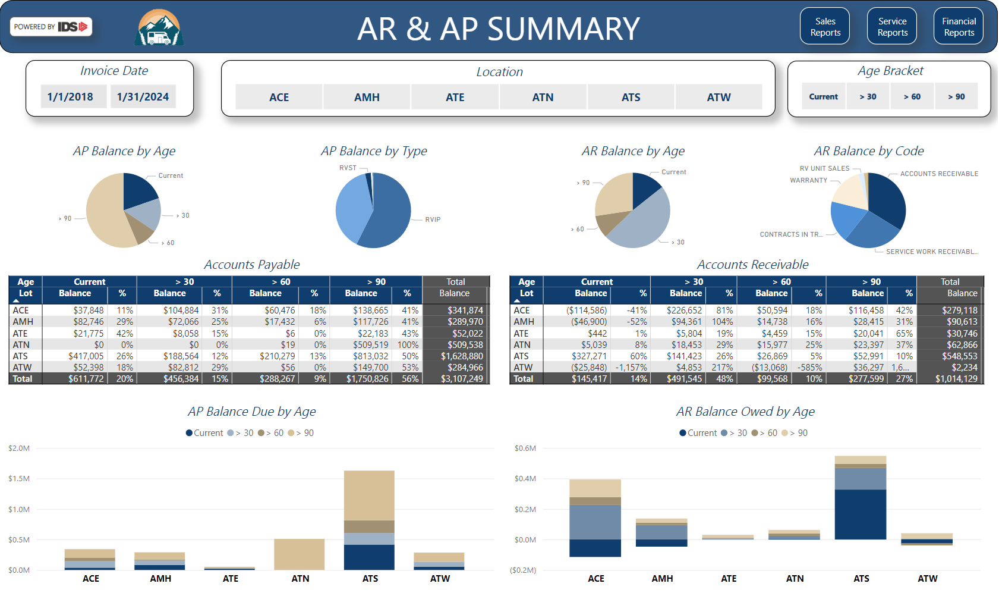 POWERED BY IDS
AR & AP SUMMARY
Sales
Reports
Service
Reports
Financial
Reports
Invoice Date
1/1/2018 1/31/2024
Location
ACE AMH ATE ATN ATS ATW
Age Bracket
Current > 30 > 60 > 90
AP Balance by Age
Current
> 30
> 60
> 90
AP Balance by Type
RVST
RVIP
AR Balance by Age
Current
> 30
> 60
> 90
AR Balance by Code
RV UNIT SALES
WARRANTY
ACCOUNTS RECEIVABLE
CONTRACTS IN TR...
SERVICE WORK RECEIVABL...
Accounts Payable
Age Current > 30 > 60 > 90 Total
Lot Balance % Balance % Balance % Balance % Balance
ACE $37,848 11% $104,884 31% $60,476 18% $138,665 41% $341,874
AMH $82,746 29% $72,066 25% $17,432 6% $117,726 41% $289,970
ATE $21,775 42% $8,058 15% $6 0% $22,183 43% $52,022
ATN $0 0% $0 0% $19 0% $509,519 100% $509,538
ATS $417,005 26% $188,564 12% $210,279 13% $813,032 50% $1,628,880
ATW $52,398 18% $82,812 29% $56 0% $149,700 53% $284,966
Total $611,772 20% $456,384 15% $288,267 9% $1,750,826 56% $3,107,249
Accounts Receivable
Age Current > 30 > 60 > 90 Total
Lot Balance % Balance % Balance % Balance % Balance
ACE ($114,586) -41% $226,652 81% $50,594 18% $116,458 42% $279,118
AMH ($46,900) -52% $94,361 104% $14,738 16% $28,415 31% $90,613
ATE $442 1% $5,804 19% $4,459 15% $20,041 65% $30,746
ATN $5,039 8% $18,453 29% $15,977 25% $23,397 37% $62,866
ATS $327,271 60% $141,423 26% $26,869 5% $52,991 10% $548,553
ATW ($25,848) -1,157% $4,853 217% ($13,068) -585% $36,297 1,6... $2,234
Total $145,417 14% $491,545 48% $99,568 10% $277,599 27% $1,014,129
AP Balance Due by Age
Current > 30 > 60 > 90
$2.0M
$1.5M
$1.0M
$0.5M
$0.0M
ACE AMH ATE ATN ATS ATW
AR Balance Owed by Age
Current > 30 > 60 > 90
$0.6M
$0.4M
$0.2M
$0.0M
($0.2M)
ACE AMH ATE ATN ATS ATW